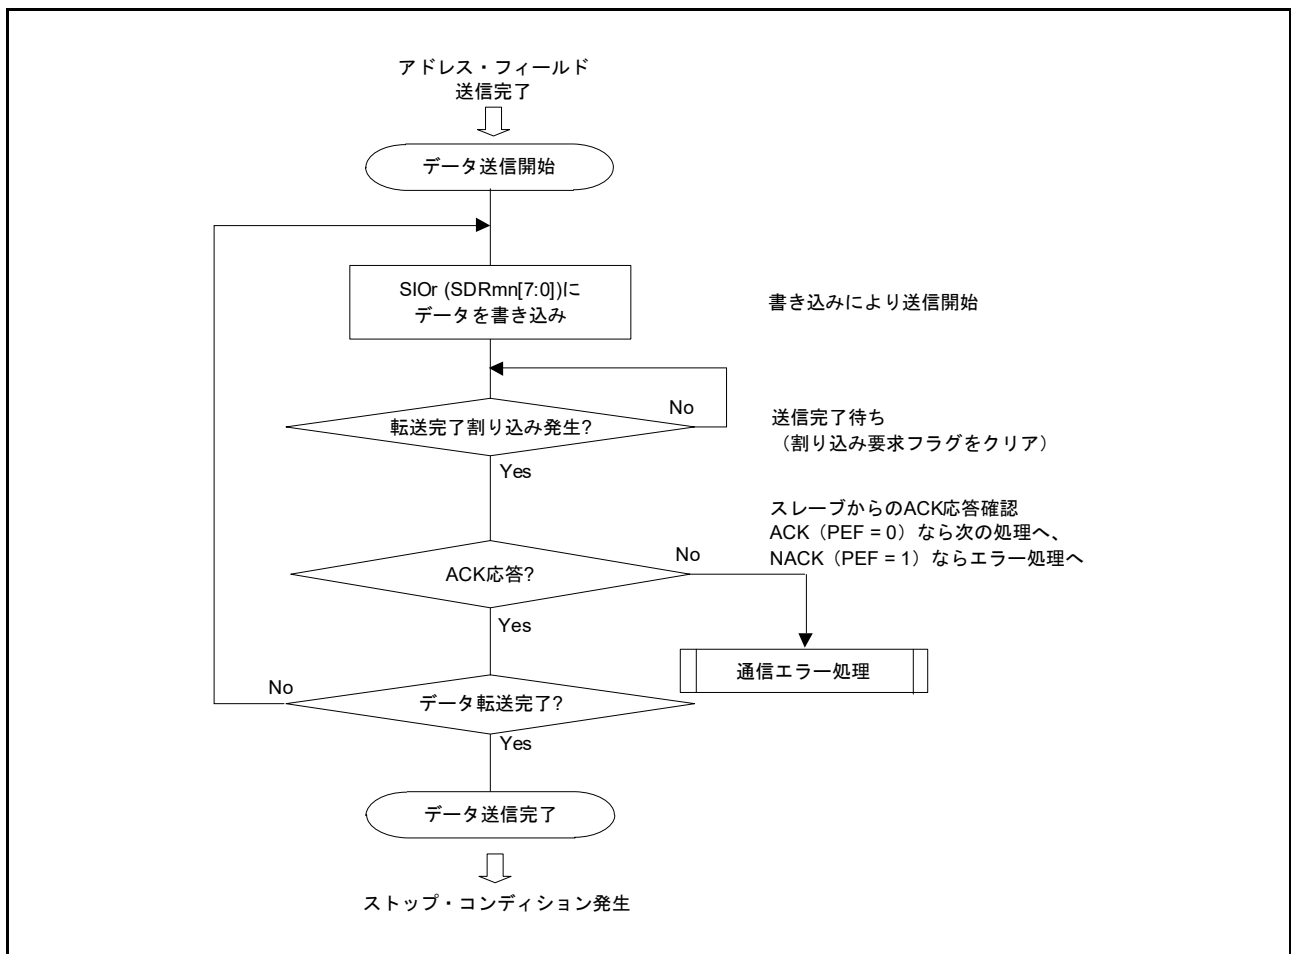 アドレス・フィールド
送信完了
データ送信開始
SIOr (SDRmn[7:0])に
データを書き込み
書き込みにより送信開始
転送完了割り込み発生?
No
送信完了待ち
（割り込み要求フラグをクリア）
Yes
スレーブからのACK応答確認
ACK（PEF = 0）なら次の処理へ、
NACK（PEF = 1）ならエラー処理へ
ACK応答?
No
Yes
通信エラー処理
データ転送完了?
No
Yes
データ送信完了
ストップ・コンディション発生